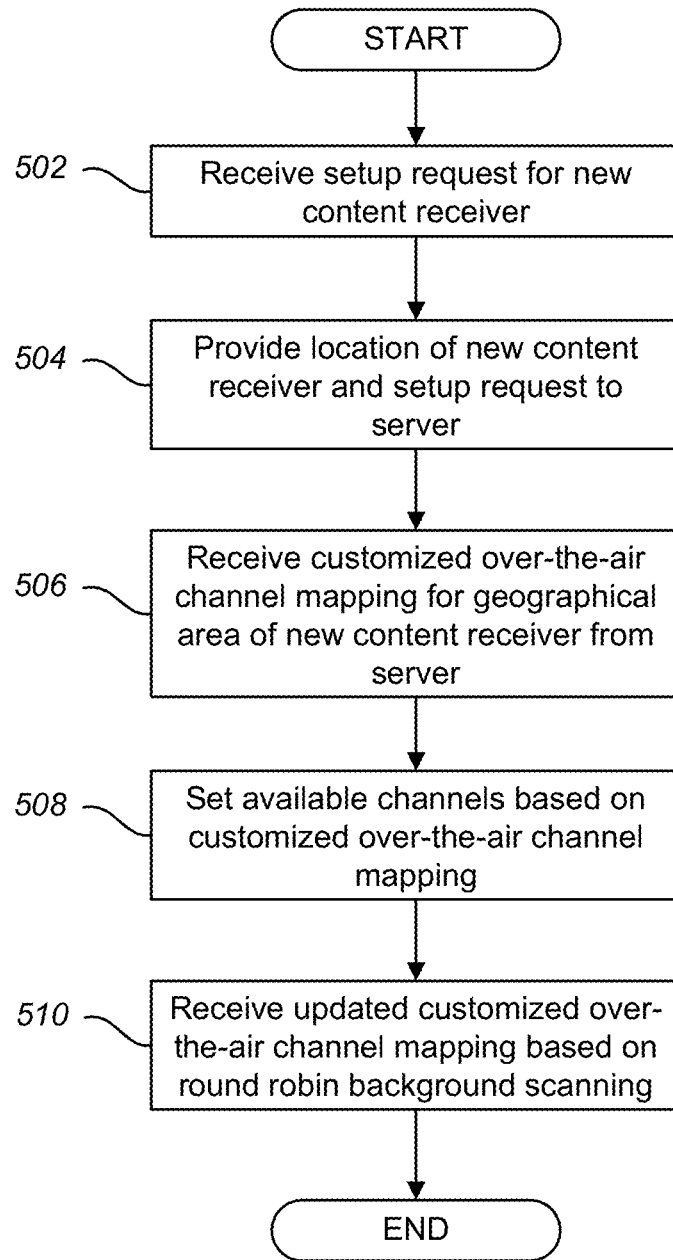 START
502
Receive setup request for new
content receiver
504
Provide location of new content
receiver and setup request to
server
506
Receive customized over-the-air
channel mapping for geographical
area of new content receiver from
server
508
Set available channels based on
customized over-the-air channel
mapping
510
Receive updated customized over-
the-air channel mapping based on
round robin background scanning
END